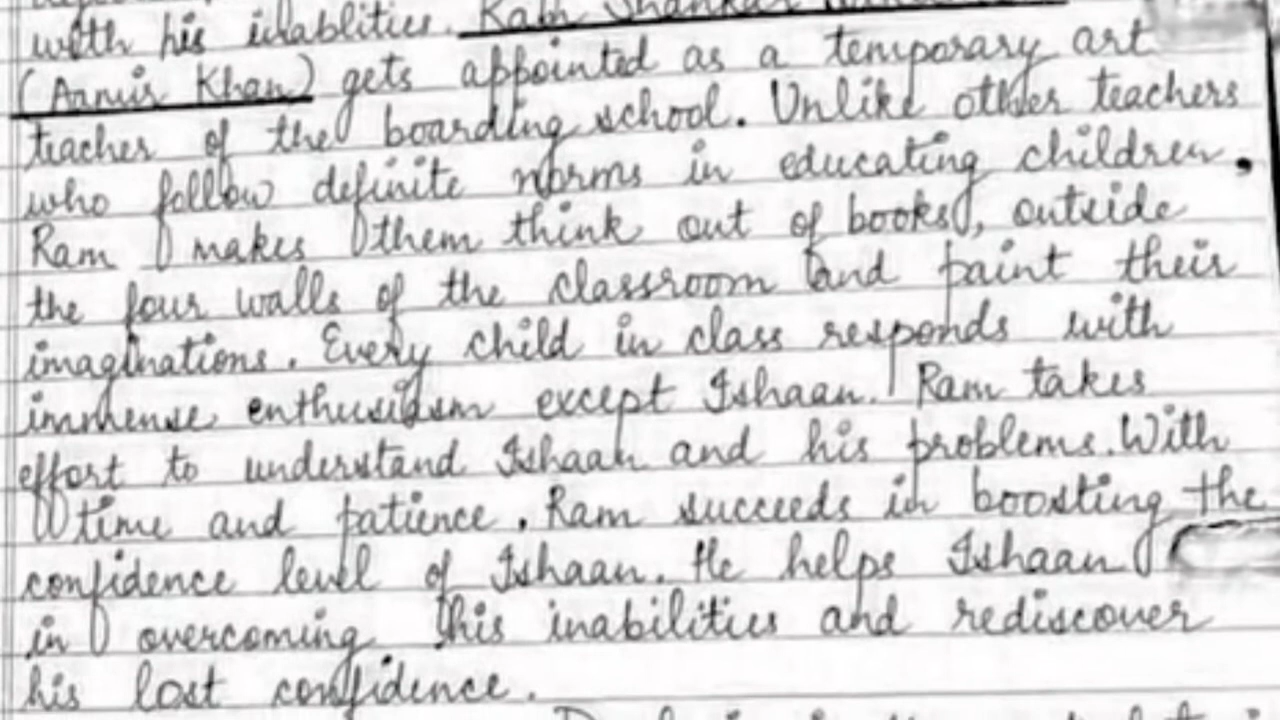 with his inablities. Ram Shankar
(Aamir Khan) gets appointed as a temporary art
teacher of the boarding school. Unlike other teachers
who follow definite norms in educating children,
Ram makes them think out of books, outside
the four walls of the classroom and paint their
imaginations. Every child in class responds with
immense enthusiasm except Ishaan. Ram takes
effort to understand Ishaan and his problems. With
time and patience, Ram succeeds in boosting the
confidence level of Ishaan. He helps Ishaan
in overcoming his inabilities and rediscover
his lost confidence.